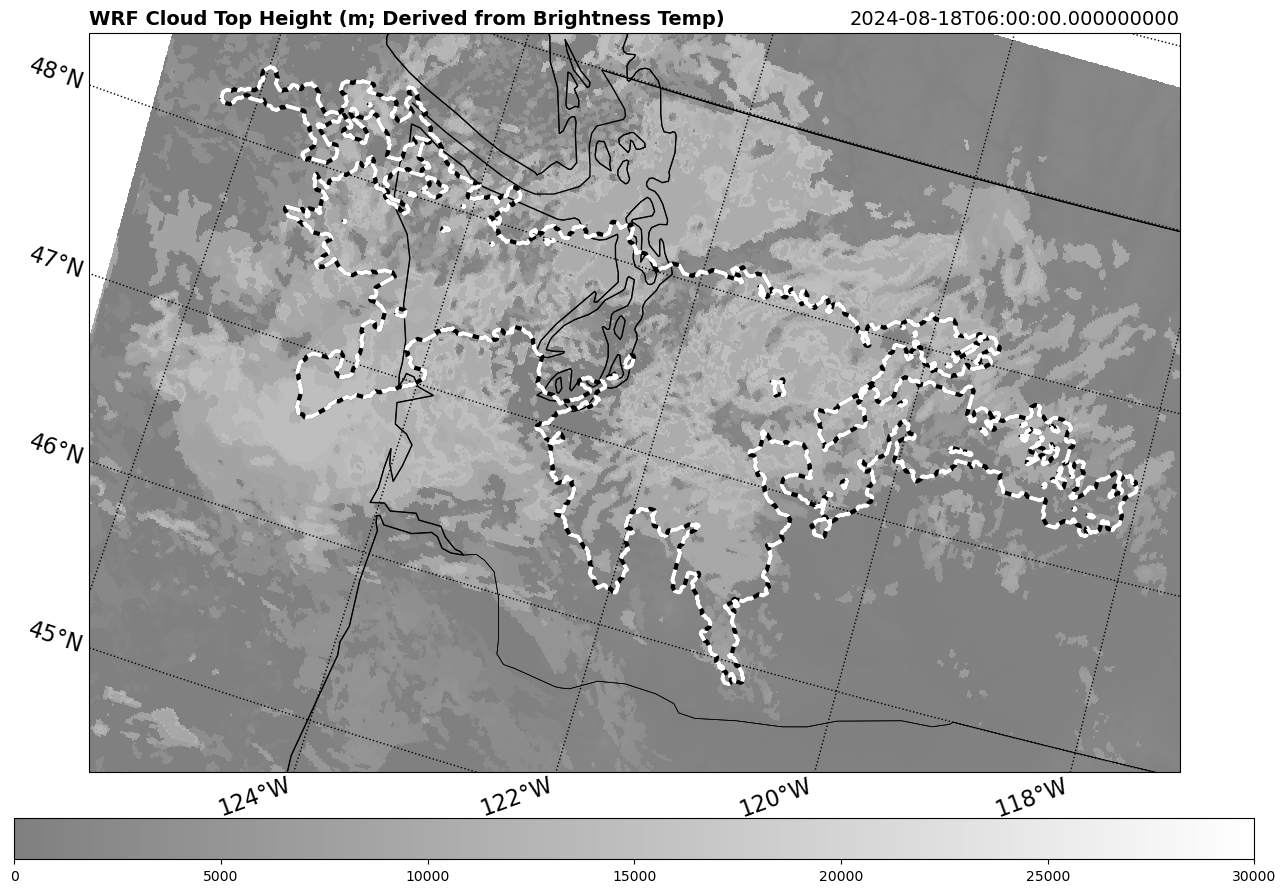 WRF Cloud Top Height (m; Derived from Brightness Temp) 2024-08-18T06:00:00.000000000
48°N
47°N
46°N
45°N
124°W 122°W 120°W 118°W
0 5000 10000 15000 20000 25000 30000